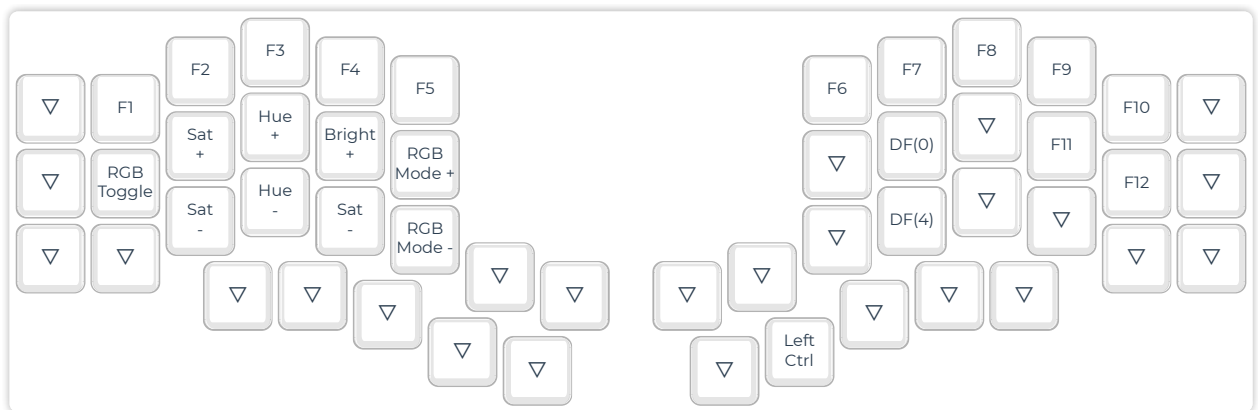 F3
F8
F2
F4
F7
F9
F5
F6
F1
F10
Hue
+
Sat
+
Bright
+
DF(0)
F11
RGB
Mode +
RGB
Toggle
F12
Hue
-
Sat
-
Sat
-
DF(4)
RGB
Mode -
Left
Ctrl